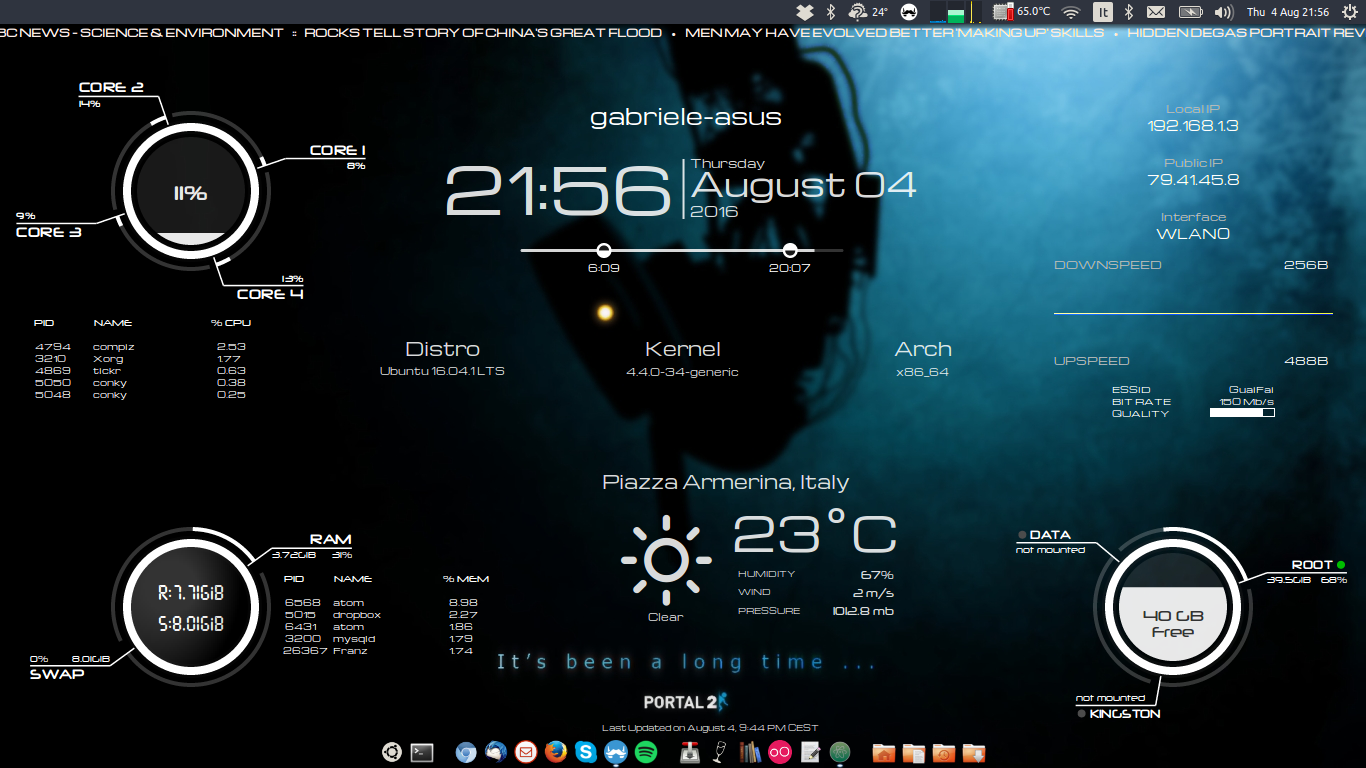 24° 65.0°C It Thu 4 Aug 21:56
BC NEWS - SCIENCE & ENVIRONMENT :: ROCKS TELL STORY OF CHINA'S GREAT FLOOD • MEN MAY HAVE EVOLVED BETTER 'MAKING UP' SKILLS • HIDDEN DEGAS PORTRAIT REV
CORE 2
14%
CORE 1
8%
11%
9%
CORE 3
13%
CORE 4
PID NAME % CPU
4794 compiz 2.53
3210 Xorg 1.77
4869 tickr 0.63
5050 conky 0.38
5048 conky 0.25
gabriele-asus
21:56
Thursday
August 04
2016
6:09 20:07
Distro Kernel Arch
Ubuntu 16.04.1 LTS 4.4.0-34-generic x86_64
Local IP
192.168.1.3
Public IP
79.41.45.8
Interface
WLAN0
DOWNSPEED 256B
UPSPEED 488B
ESSID GualFal
BIT RATE 150 Mb/s
QUALITY
RAM
3.72GiB 31%
R:7.71GiB
S:8.01GiB
0% 8.01GiB
SWAP
PID NAME % MEM
6568 atom 8.98
5015 dropbox 2.27
6431 atom 1.86
3200 mysqld 1.79
26367 Franz 1.74
Piazza Armerina, Italy
23°C
Clear
HUMIDITY 67%
WIND 2 m/s
PRESSURE 1012.8 mb
It's been a long time ...
PORTAL 2
Last Updated on August 4, 9:44 PM CEST
DATA
not mounted
ROOT
39.5GiB 68%
40 GB
Free
not mounted
KINGSTON